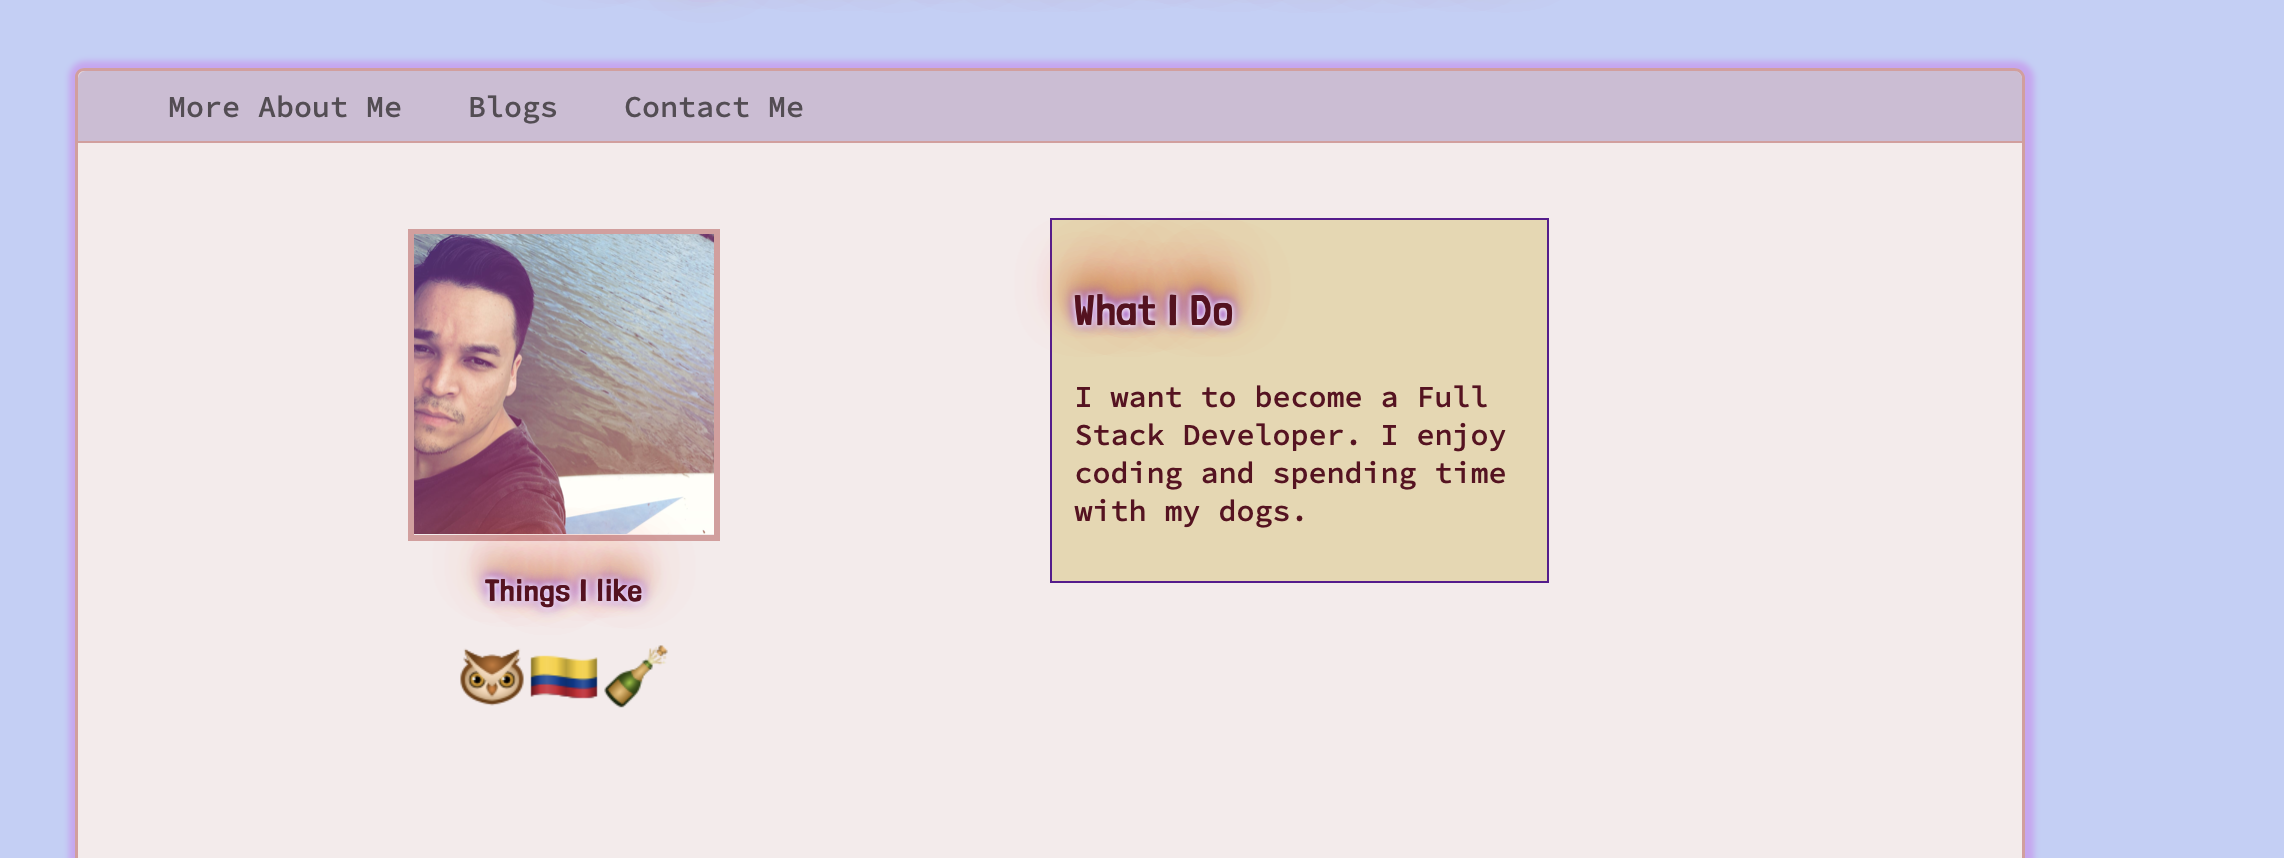 More About Me Blogs Contact Me
Things I like
What I Do
I want to become a Full
Stack Developer. I enjoy
coding and spending time
with my dogs.